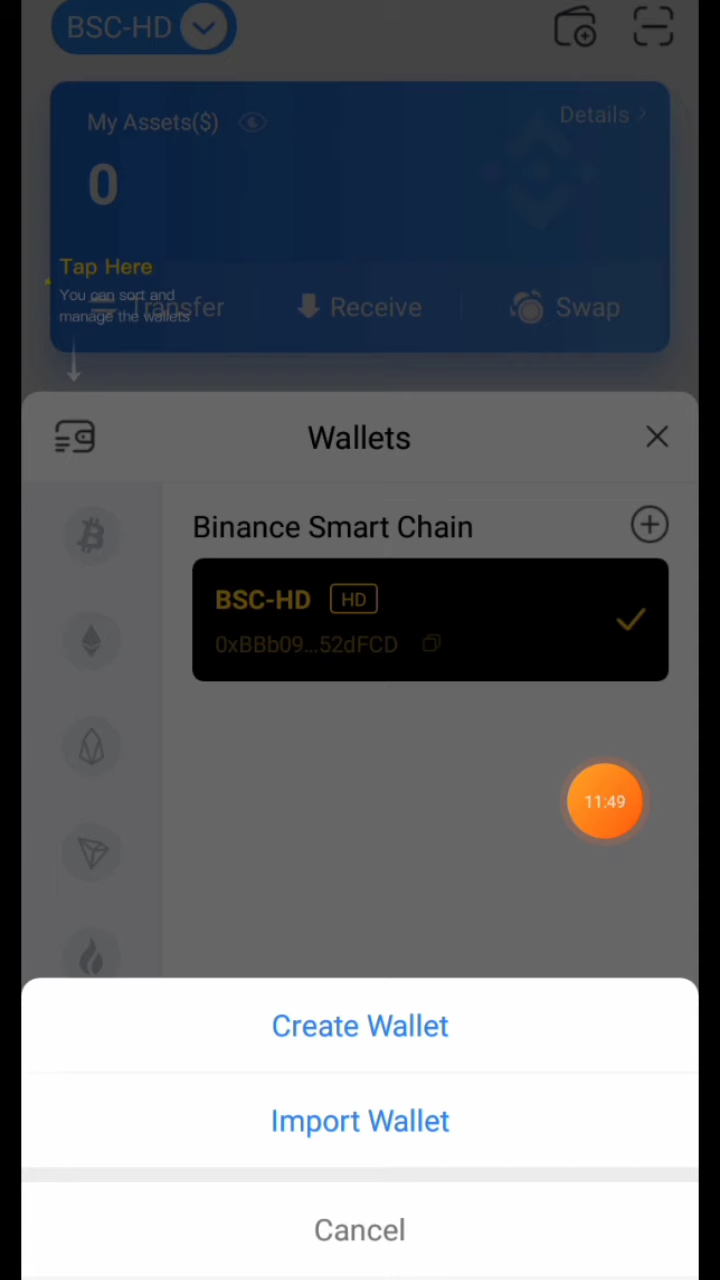 BSC-HD
My Assets($)
Details
0
Tap Here
You can sort and
manage the wallets
Transfer
Receive
Swap
Wallets
Binance Smart Chain
BSC-HD HD
0xBBb09...52dFCD
11:49
Create Wallet
Import Wallet
Cancel